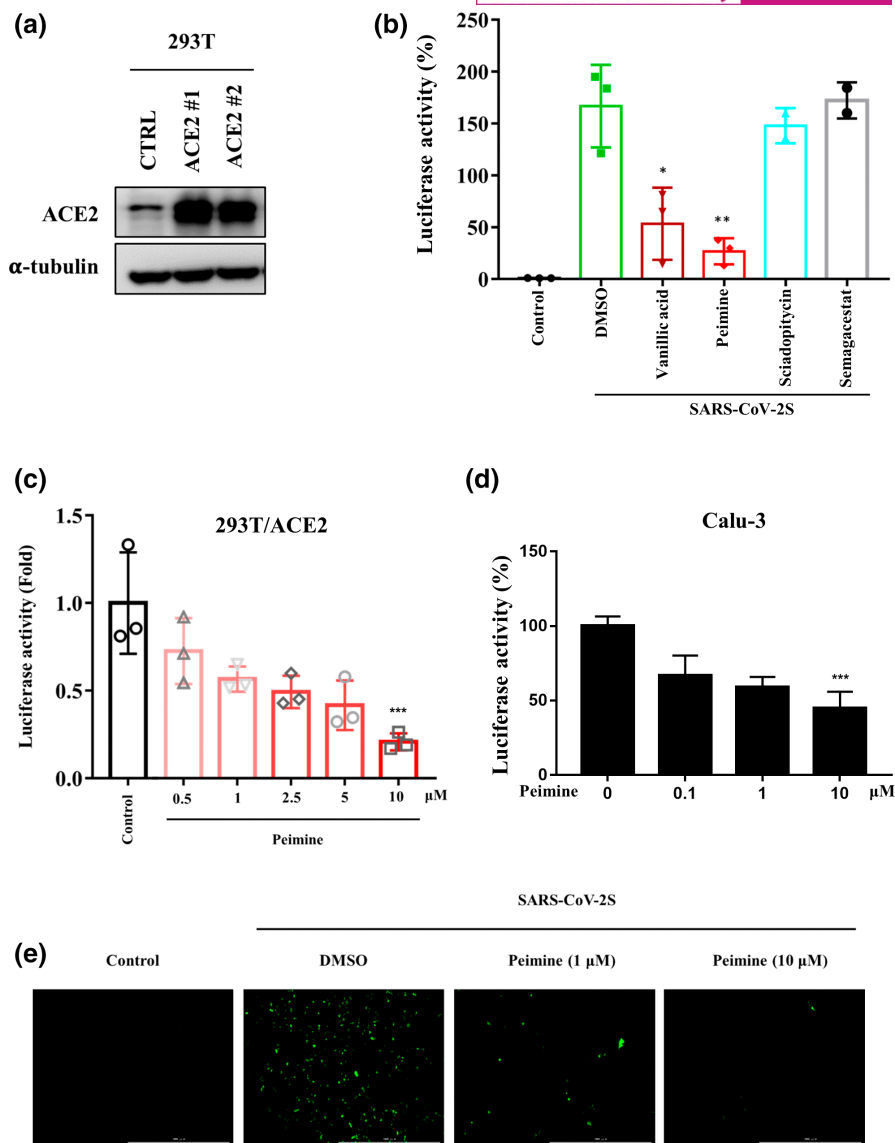 (a)
293T
CTRL
ACE2 #1
ACE2 #2
ACE2
α-tubulin
(b)
Luciferase activity (%)
250
200
150
100
50
0
*
**
Control
DMSO
Vanillic acid
Peimine
Sciadopitycin
Semagacestat
SARS-CoV-2S
(c)
293T/ACE2
Luciferase activity (Fold)
1.5
1.0
0.5
0.0
***
Control
0.5 1 2.5 5 10 μM
Peimine
(d)
Calu-3
Luciferase activity (%)
150
100
50
0
***
Peimine 0 0.1 1 10 μM
SARS-CoV-2S
(e)
Control DMSO Peimine (1 μM) Peimine (10 μM)